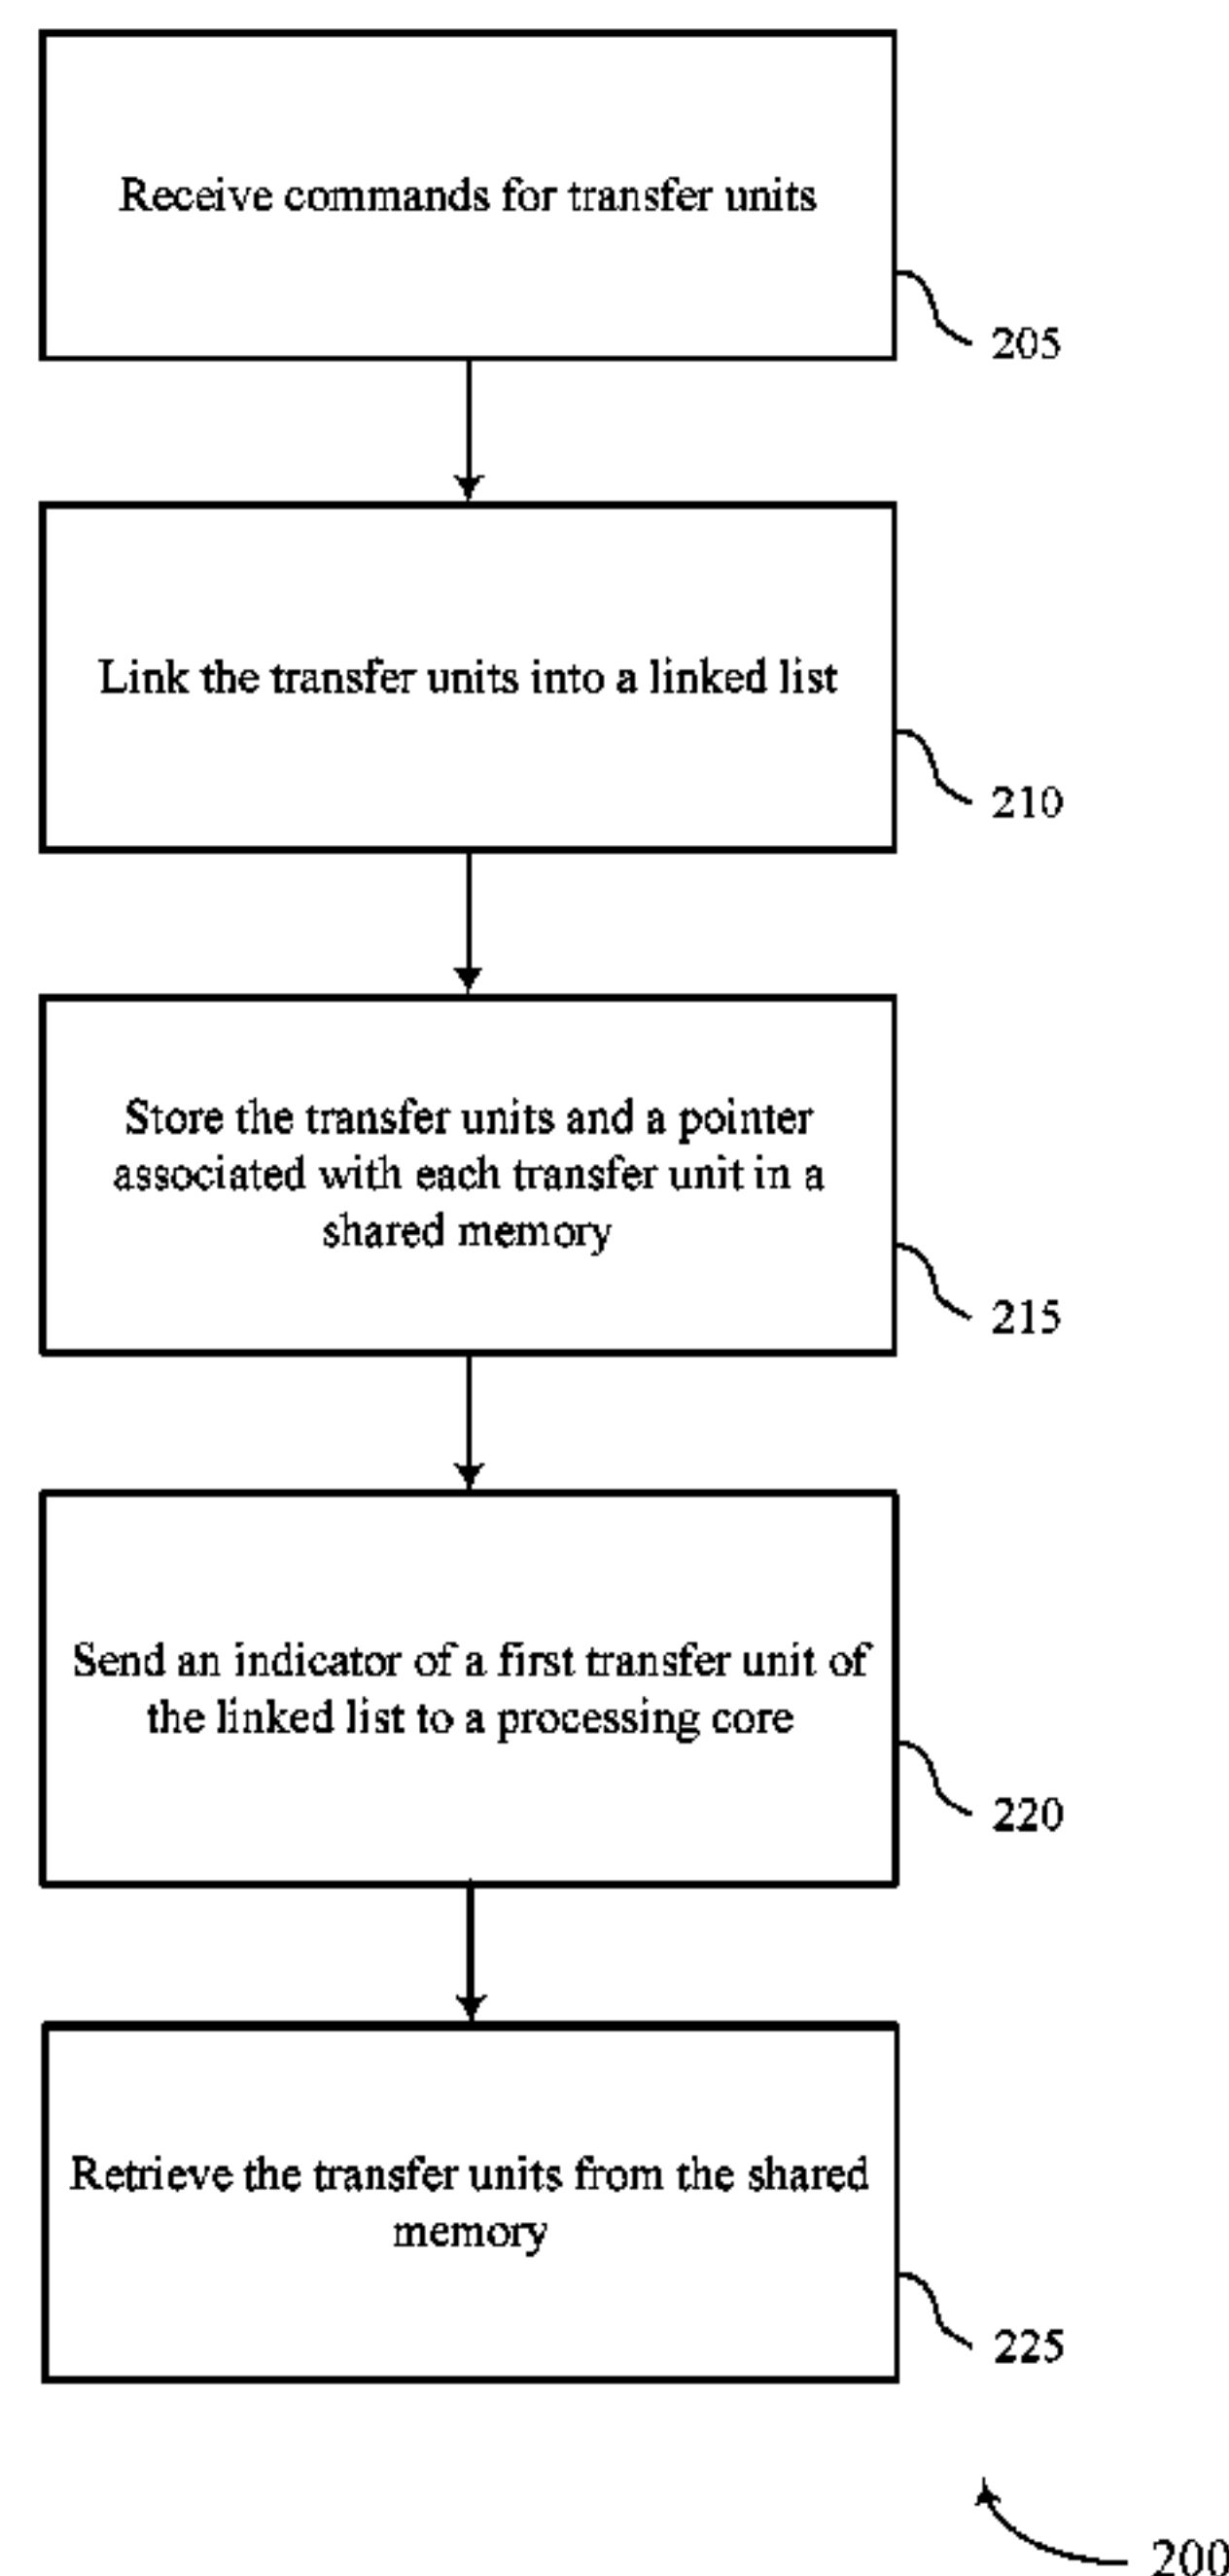 Receive commands for transfer units
205
Link the transfer units into a linked list
210
Store the transfer units and a pointer
associated with each transfer unit in a
shared memory
215
Send an indicator of a first transfer unit of
the linked list to a processing core
220
Retrieve the transfer units from the shared
memory
225
200